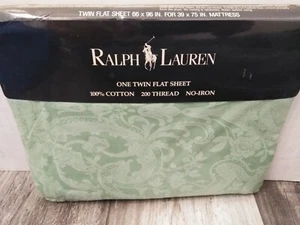 TWIN FLAT SHEET 66 x 96 IN. FOR 39 x 75 IN. MATTRESS
RALPH LAUREN
ONE TWIN FLAT SHEET
100% COTTON 200 THREAD NO-IRON